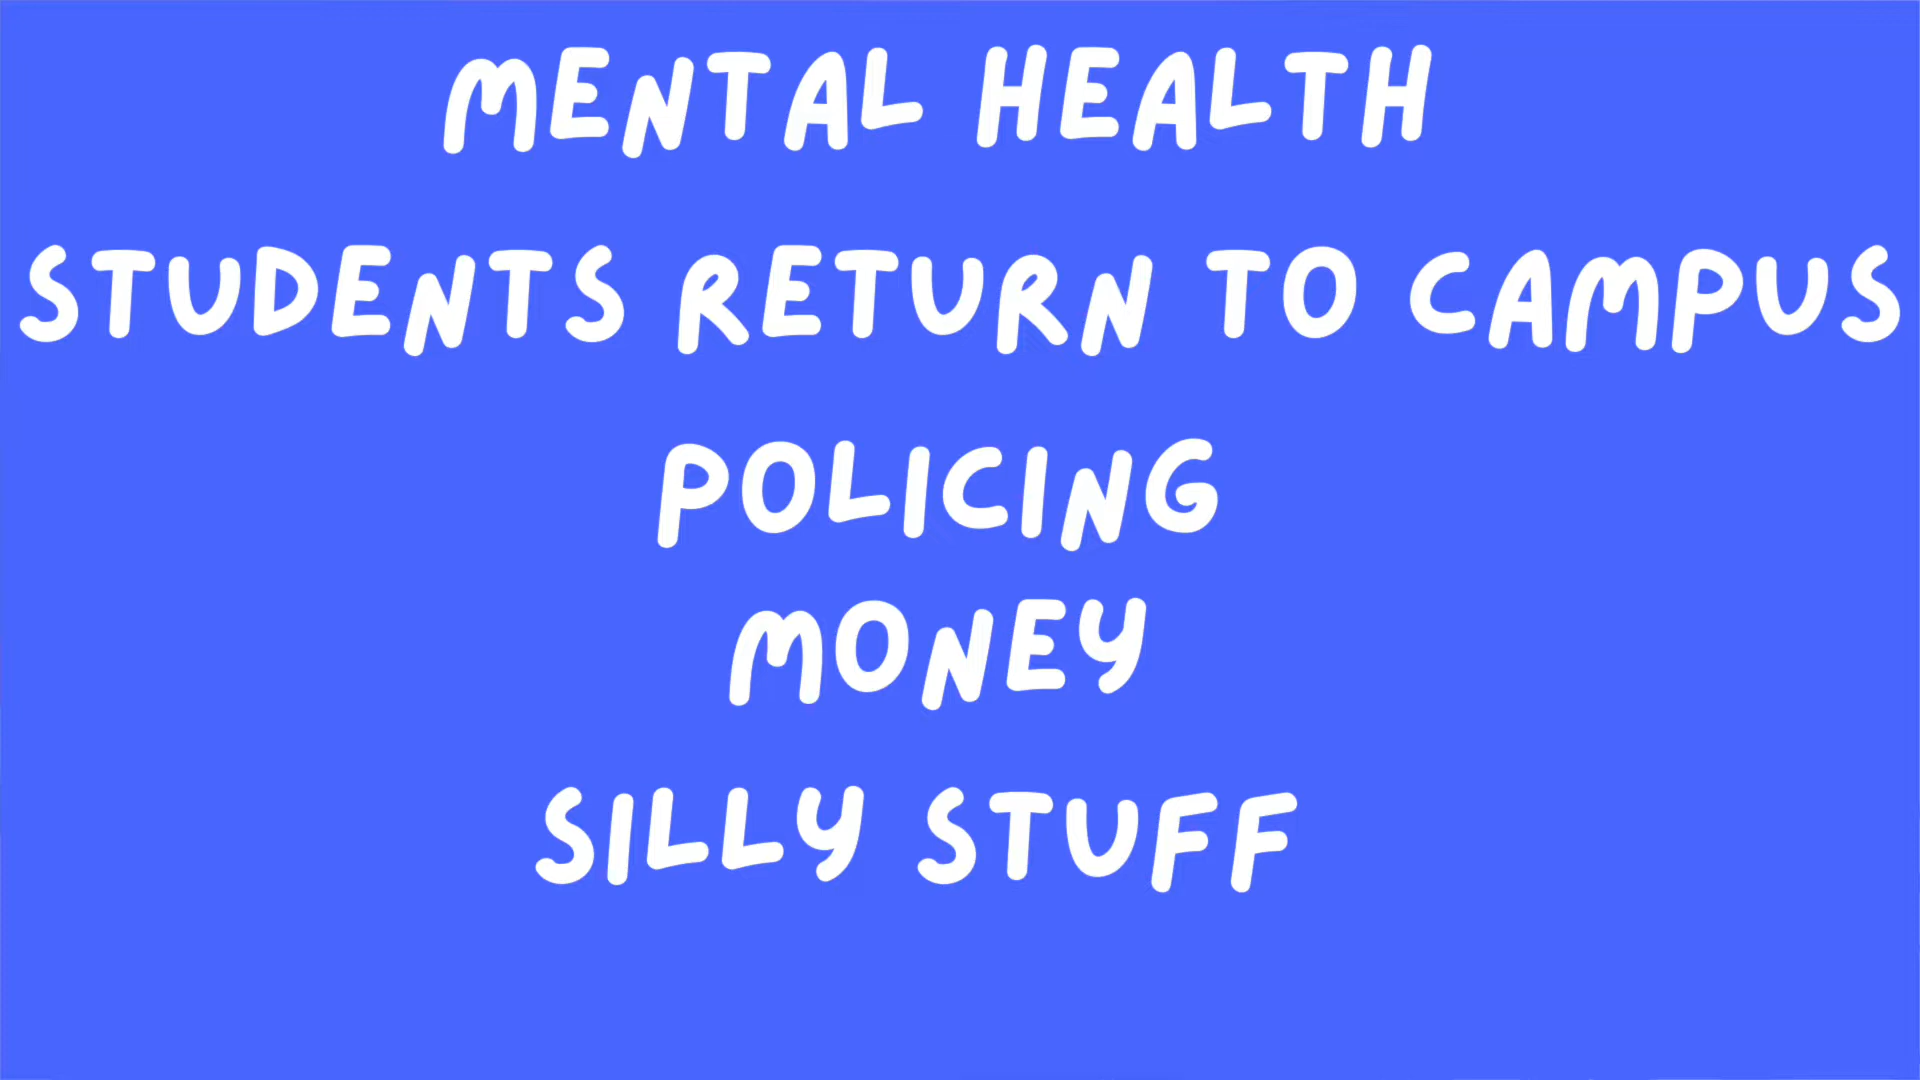 MENTAL HEALTH
STUDENTS RETURN TO CAMPUS
POLICING
MONEY
SILLY STUFF